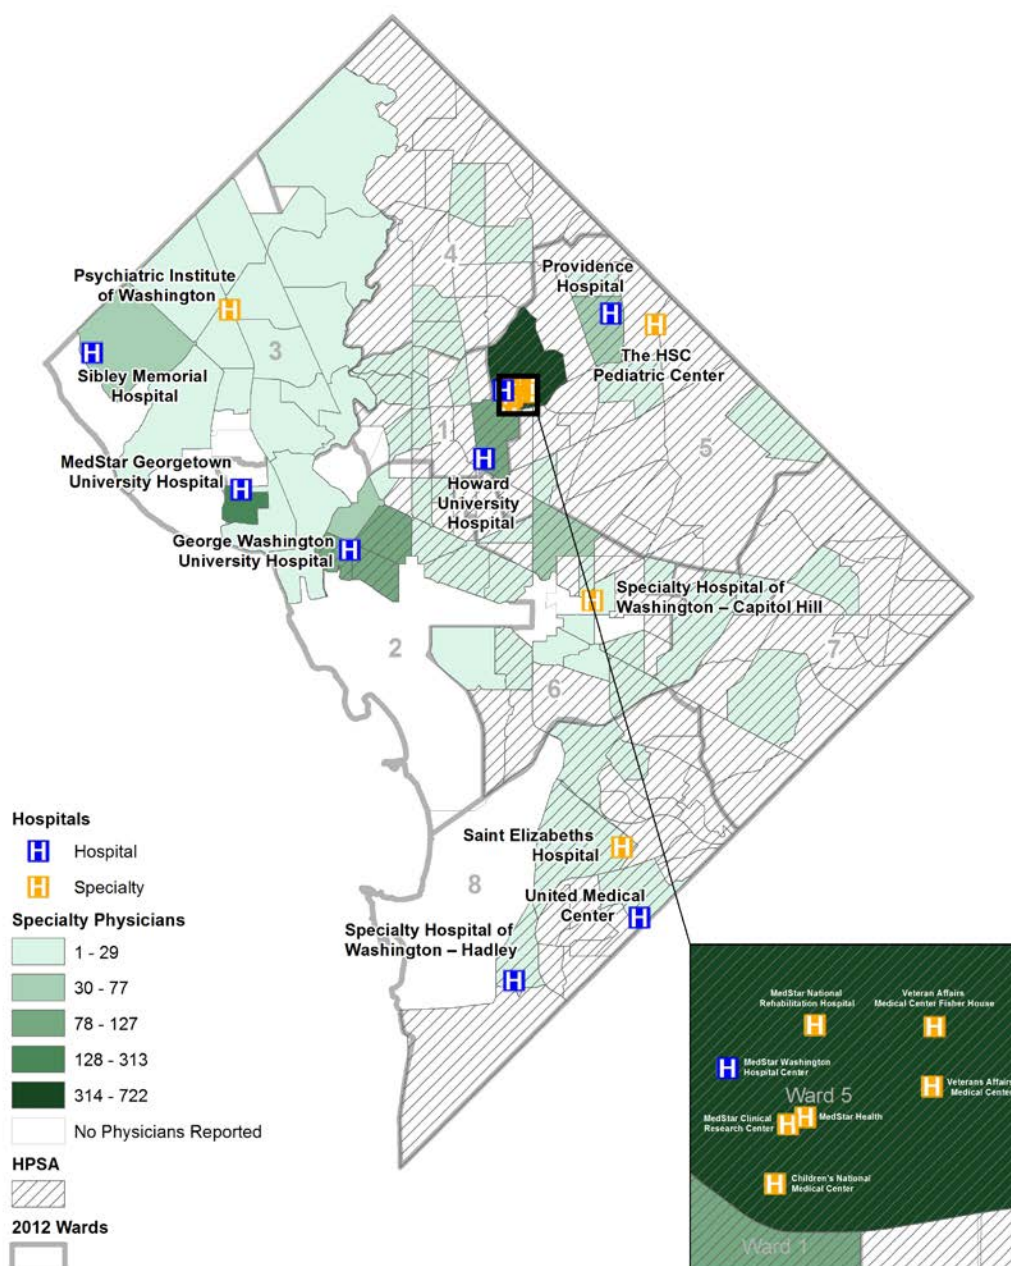 Psychiatric Institute
of Washington
4
Providence
Hospital
3
Sibley Memorial
Hospital
The HSC
Pediatric Center
1
5
MedStar Georgetown
University Hospital
Howard
University
Hospital
George Washington
University Hospital
Specialty Hospital of
Washington – Capitol Hill
2
7
6
Saint Elizabeths
Hospital
8
United Medical
Center
Specialty Hospital of
Washington – Hadley
Hospitals
H Hospital
H Specialty
Specialty Physicians
1 - 29
30 - 77
78 - 127
128 - 313
314 - 722
No Physicians Reported
HPSA
2012 Wards
MedStar National
Rehabilitation Hospital
Veteran Affairs
Medical Center Fisher House
MedStar Washington
Hospital Center
Veterans Affairs
Medical Center
Ward 5
MedStar Clinical
Research Center
MedStar Health
Children's National
Medical Center
Ward 1